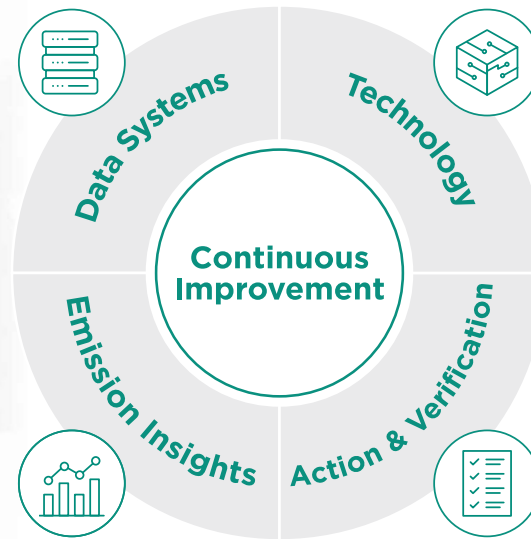 Data Systems
Technology
Continuous
Improvement
Emission Insights
Action & Verification